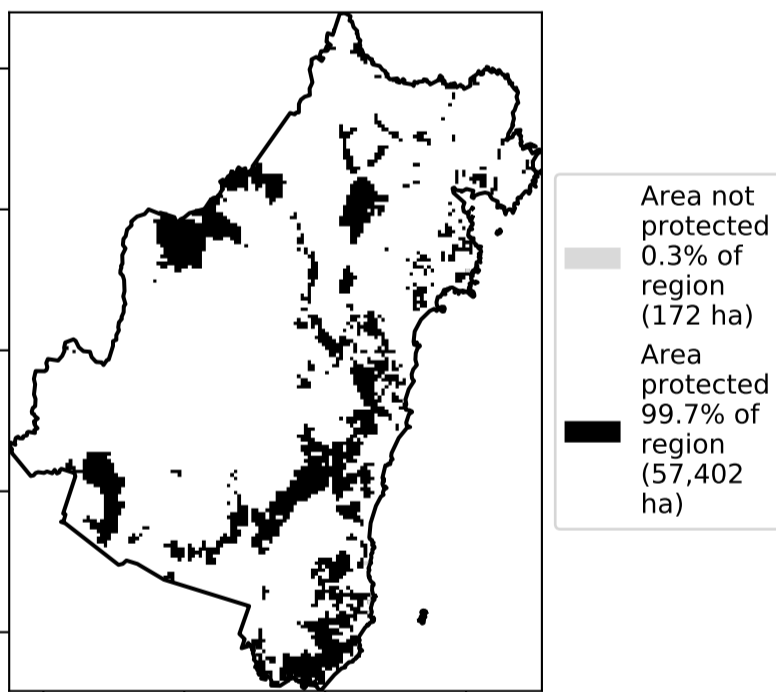 Area not
protected
0.3% of
region
(172 ha)
Area
protected
99.7% of
region
(57,402
ha)